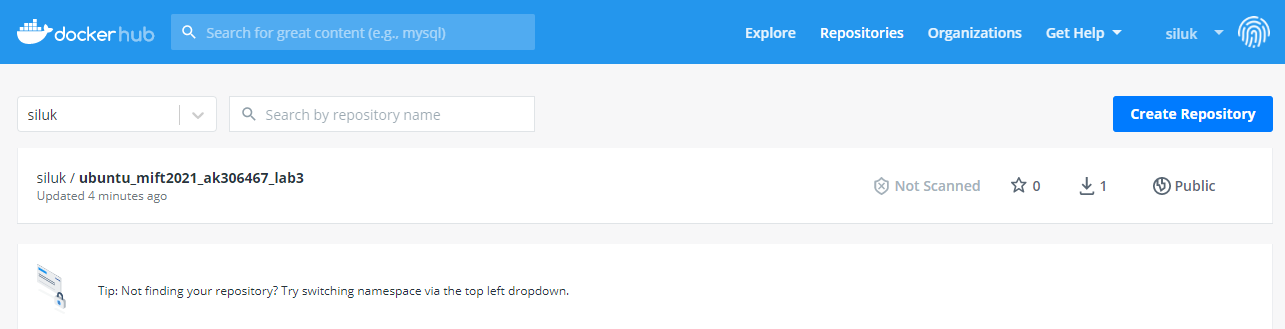 dockerhub Search for great content (e.g., mysql) Explore Repositories Organizations Get Help siluk
siluk Search by repository name Create Repository
siluk / ubuntu_mift2021_ak306467_lab3
Updated 4 minutes ago
Not Scanned 0 1 Public
Tip: Not finding your repository? Try switching namespace via the top left dropdown.